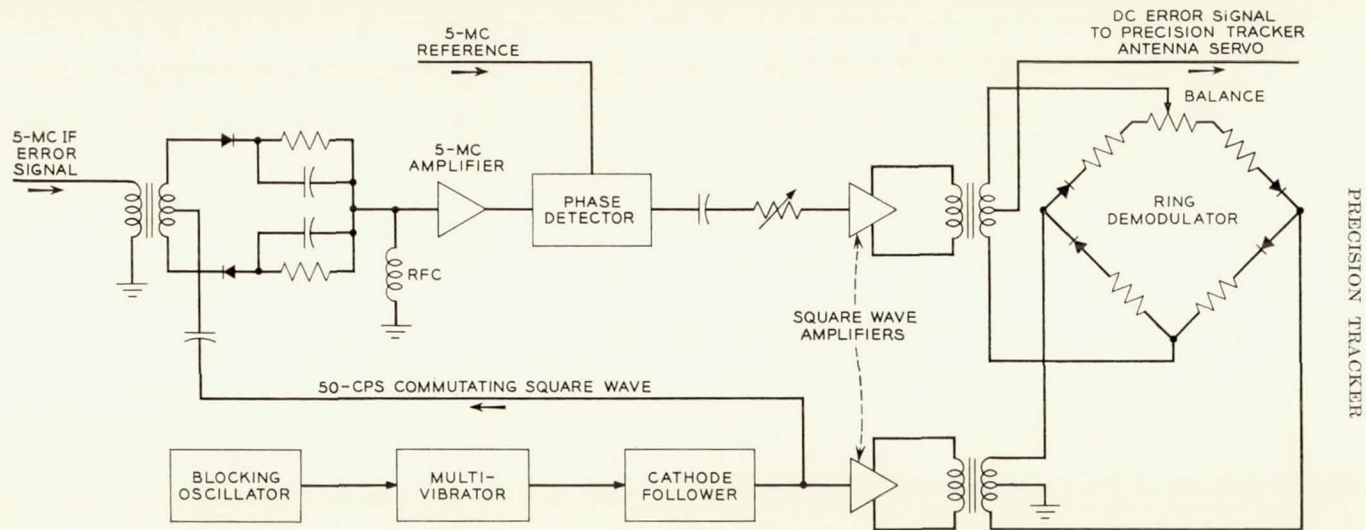 5-MC
REFERENCE
DC ERROR SIGNAL
TO PRECISION TRACKER
ANTENNA SERVO
BALANCE
5-MC IF
ERROR
SIGNAL
5-MC
AMPLIFIER
PHASE
DETECTOR
RING
DEMODULATOR
RFC
SQUARE WAVE
AMPLIFIERS
50-CPS COMMUTATING SQUARE WAVE
BLOCKING
OSCILLATOR
MULTI-
VIBRATOR
CATHODE
FOLLOWER
PRECISION TRACKER